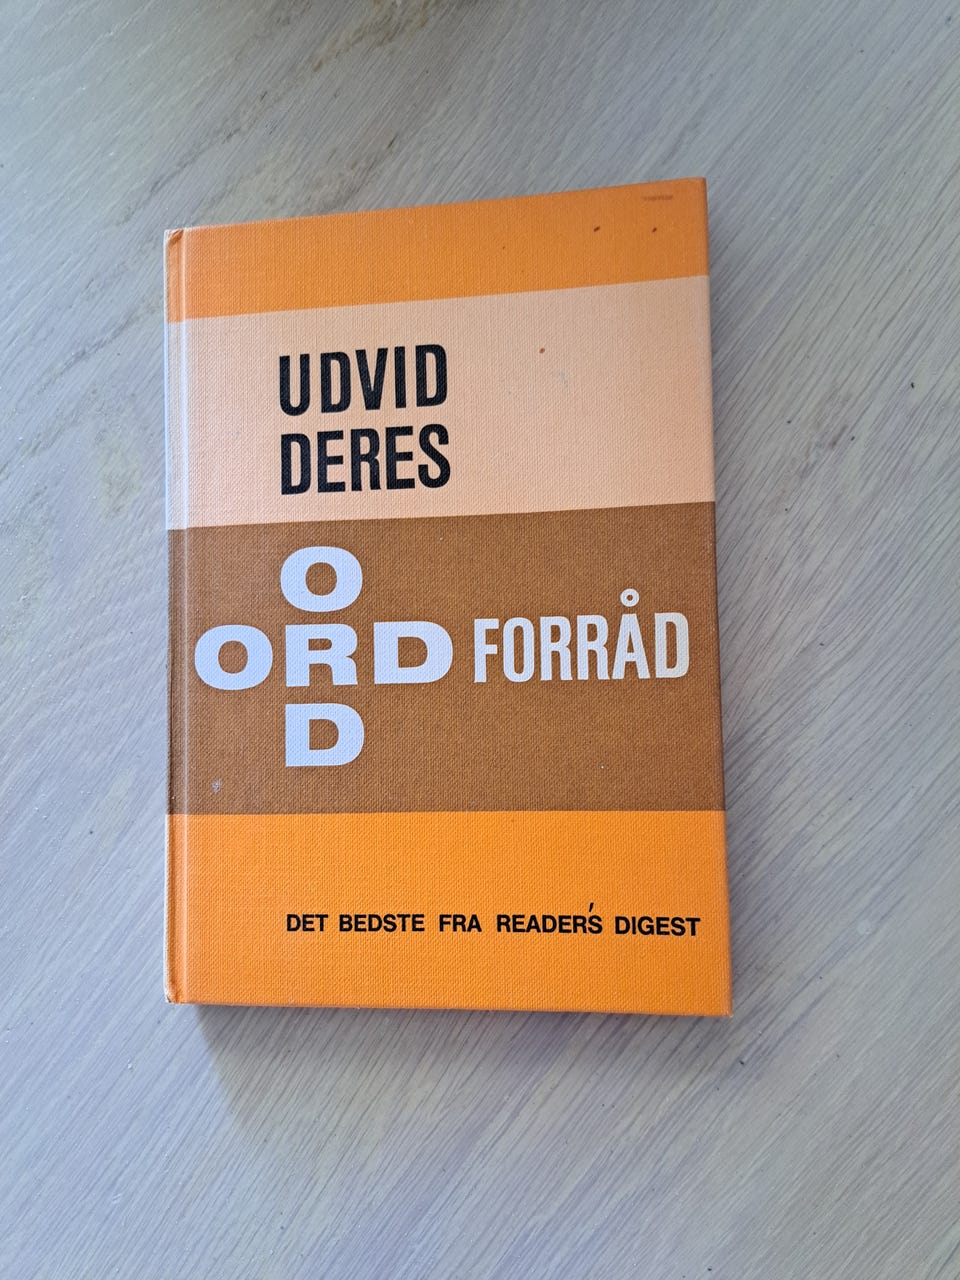 UDVID
DERES
O
ORD FORRÅD
D
DET BEDSTE FRA READER'S DIGEST